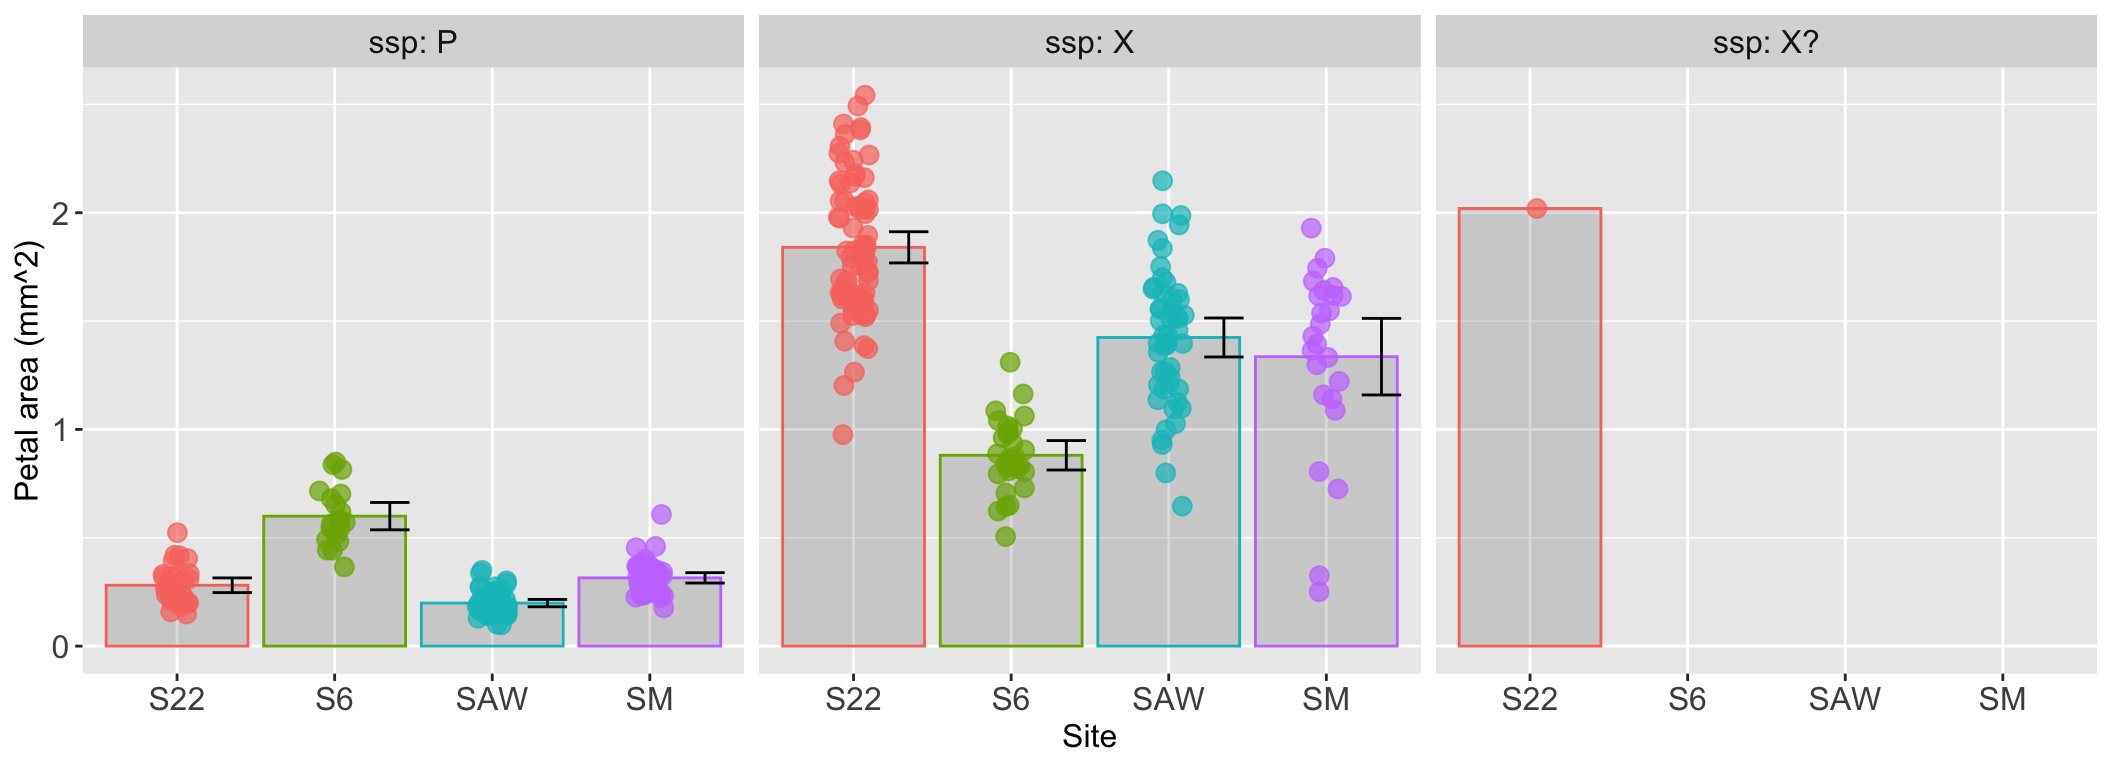 ssp: P
ssp: X
ssp: X?
Petal area (mm^2)
2
1
0
S22 S6 SAW SM
S22 S6 SAW SM
S22 S6 SAW SM
Site